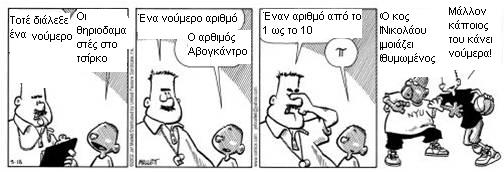 Τοτέ διάλεξε
ένα νούμερο
Οι
θηριοδαμα
στές στο
τσίρκο
Ένα νούμερο αριθμό
Ο αριθμός
Αβογκάντρο
Έναν αριθμό από το
1 ως το 10
π
Ό κος
Νικολάου
μοιάζει
θυμωμένος
Μάλλον
κάποιος
του κάνει
νούμερα!
NYU